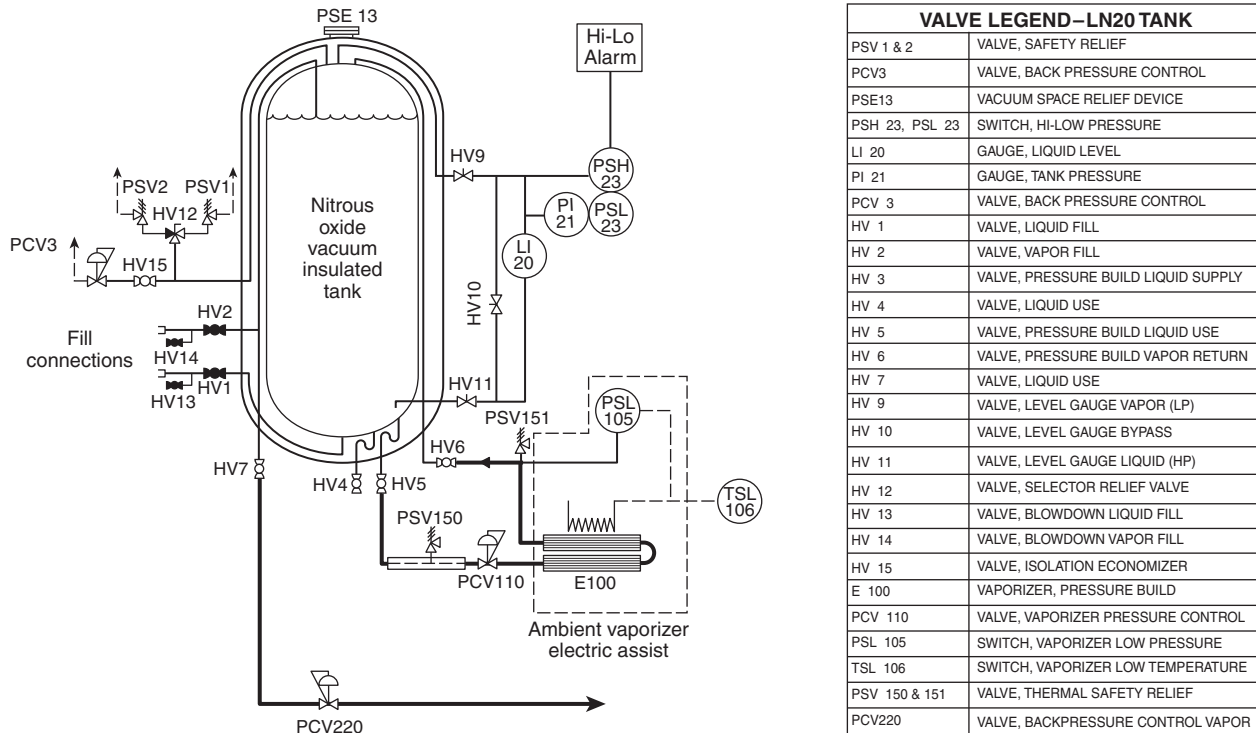 PSE 13
Hi-Lo
Alarm
HV9
PSH
23
PSV2
PSV1
HV12
PI
21
PSL
23
Nitrous
oxide
vacuum
insulated
tank
PCV3
HV15
LI
20
HV10
HV2
Fill
connections
HV14
HV1
HV13
HV11
PSV151
PSL
105
HV6
HV7
HV4
HV5
TSL
106
PSV150
PCV110
E100
Ambient vaporizer
electric assist
PCV220
VALVE LEGEND–LN20 TANK
PSV 1 & 2 VALVE, SAFETY RELIEF
PCV3 VALVE, BACK PRESSURE CONTROL
PSE13 VACUUM SPACE RELIEF DEVICE
PSH 23, PSL 23 SWITCH, HI-LOW PRESSURE
LI 20 GAUGE, LIQUID LEVEL
PI 21 GAUGE, TANK PRESSURE
PCV 3 VALVE, BACK PRESSURE CONTROL
HV 1 VALVE, LIQUID FILL
HV 2 VALVE, VAPOR FILL
HV 3 VALVE, PRESSURE BUILD LIQUID SUPPLY
HV 4 VALVE, LIQUID USE
HV 5 VALVE, PRESSURE BUILD LIQUID USE
HV 6 VALVE, PRESSURE BUILD VAPOR RETURN
HV 7 VALVE, LIQUID USE
HV 9 VALVE, LEVEL GAUGE VAPOR (LP)
HV 10 VALVE, LEVEL GAUGE BYPASS
HV 11 VALVE, LEVEL GAUGE LIQUID (HP)
HV 12 VALVE, SELECTOR RELIEF VALVE
HV 13 VALVE, BLOWDOWN LIQUID FILL
HV 14 VALVE, BLOWDOWN VAPOR FILL
HV 15 VALVE, ISOLATION ECONOMIZER
E 100 VAPORIZER, PRESSURE BUILD
PCV 110 VALVE, VAPORIZER PRESSURE CONTROL
PSL 105 SWITCH, VAPORIZER LOW PRESSURE
TSL 106 SWITCH, VAPORIZER LOW TEMPERATURE
PSV 150 & 151 VALVE, THERMAL SAFETY RELIEF
PCV220 VALVE, BACKPRESSURE CONTROL VAPOR